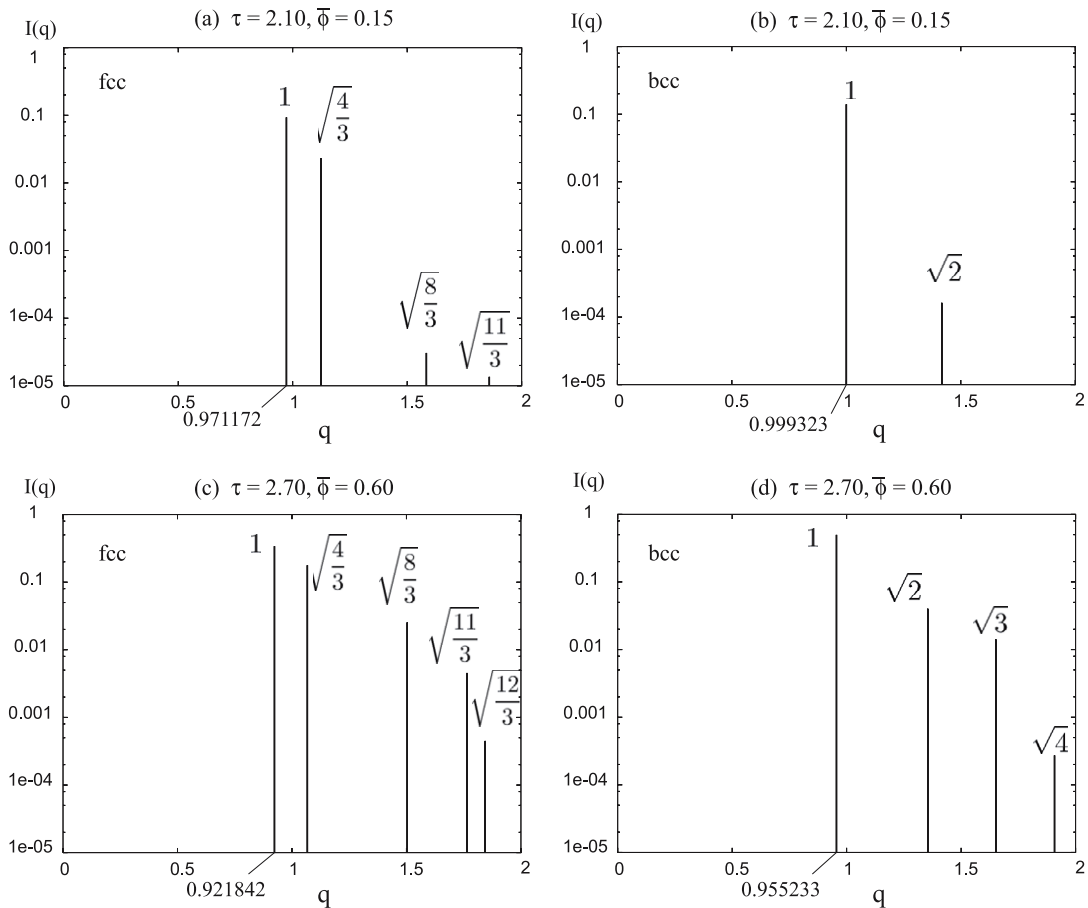 (a) τ = 2.10, φ̅ = 0.15
I(q)
fcc
1
√(4/3)
√(8/3)
√(11/3)
1
0.1
0.01
0.001
1e-04
1e-05
0
0.5
1
1.5
2
0.971172
q
(b) τ = 2.10, φ̅ = 0.15
I(q)
bcc
1
√2
1
0.1
0.01
0.001
1e-04
1e-05
0
0.5
1
1.5
2
0.999323
q
(c) τ = 2.70, φ̅ = 0.60
I(q)
fcc
1
√(4/3)
√(8/3)
√(11/3)
√(12/3)
1
0.1
0.01
0.001
1e-04
1e-05
0
0.5
1
1.5
2
0.921842
q
(d) τ = 2.70, φ̅ = 0.60
I(q)
bcc
1
√2
√3
√4
1
0.1
0.01
0.001
1e-04
1e-05
0
0.5
1
1.5
2
0.955233
q